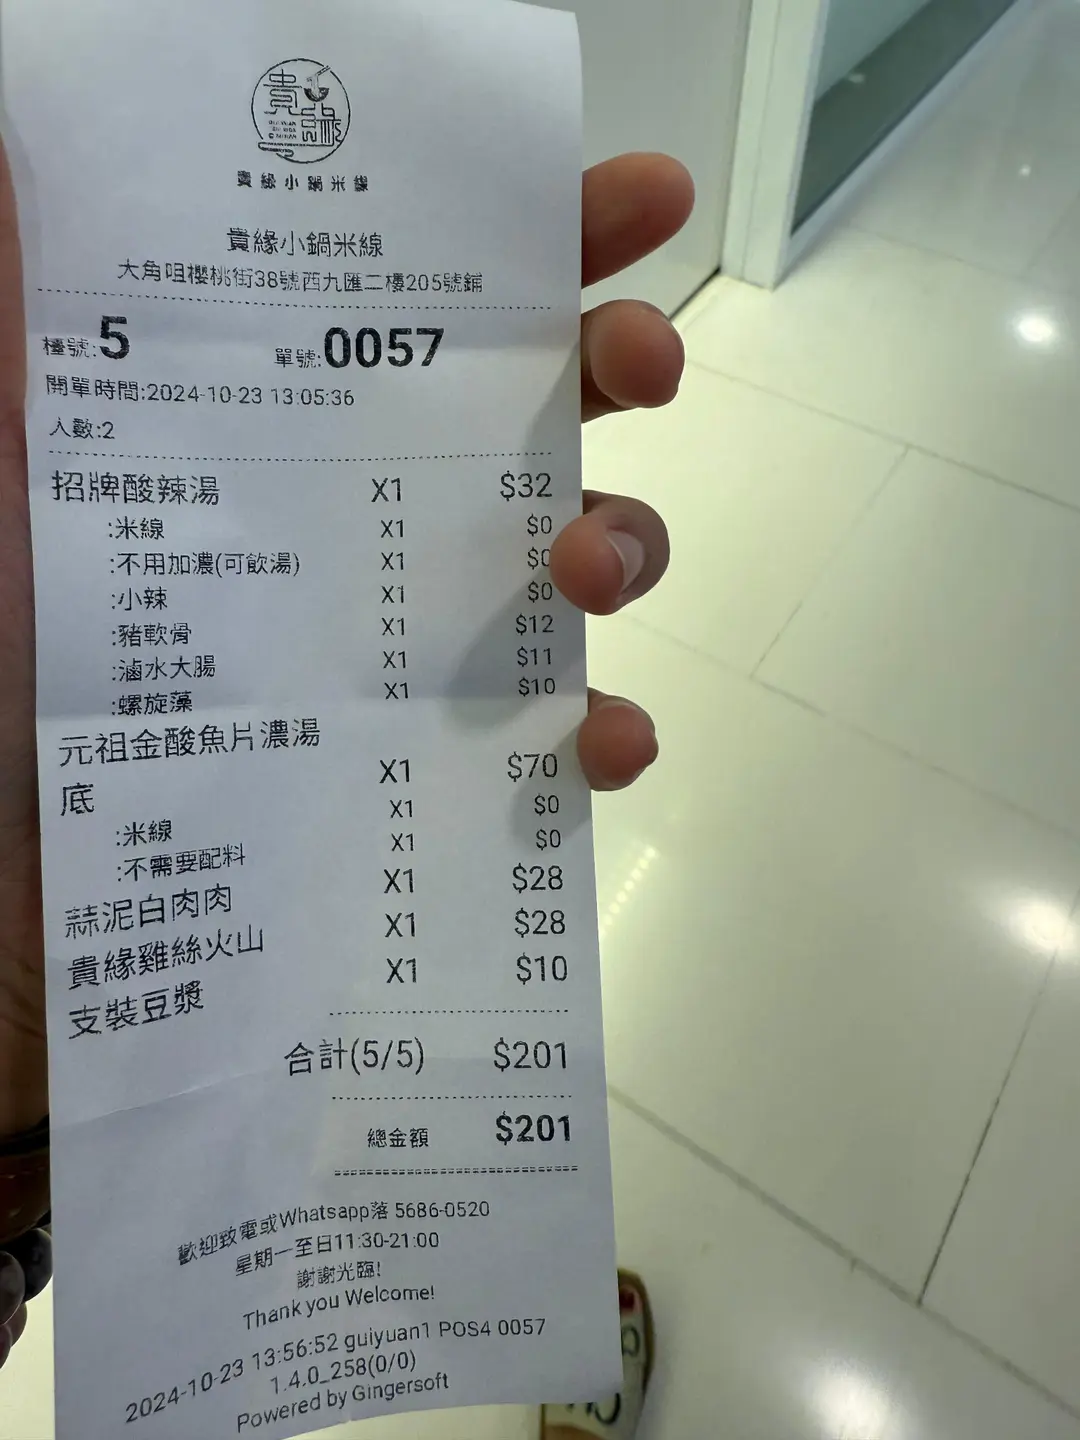 貴緣
貴緣小鍋米線
貴緣小鍋米線
大角咀櫻桃街38號西九匯二樓205號鋪
檯號:5 單號:0057
開單時間:2024-10-23 13:05:36
人數:2
招牌酸辣湯 X1 $32
:米線 X1 $0
:不用加濃(可飲湯) X1 $0
:小辣 X1 $0
:豬軟骨 X1 $12
:滷水大腸 X1 $11
:螺旋藻 X1 $10
元祖金酸魚片濃湯
底 X1 $70
:米線 X1 $0
:不需要配料 X1 $0
蒜泥白肉肉 X1 $28
貴緣雞絲火山 X1 $28
支裝豆漿 X1 $10
合計(5/5) $201
總金額 $201
歡迎致電或Whatsapp落 5686-0520
星期一至日11:30-21:00
謝謝光臨!
Thank you Welcome!
2024-10-23 13:56:52 guiyuan1 POS4 0057
1.4.0_258(0/0)
Powered by Gingersoft